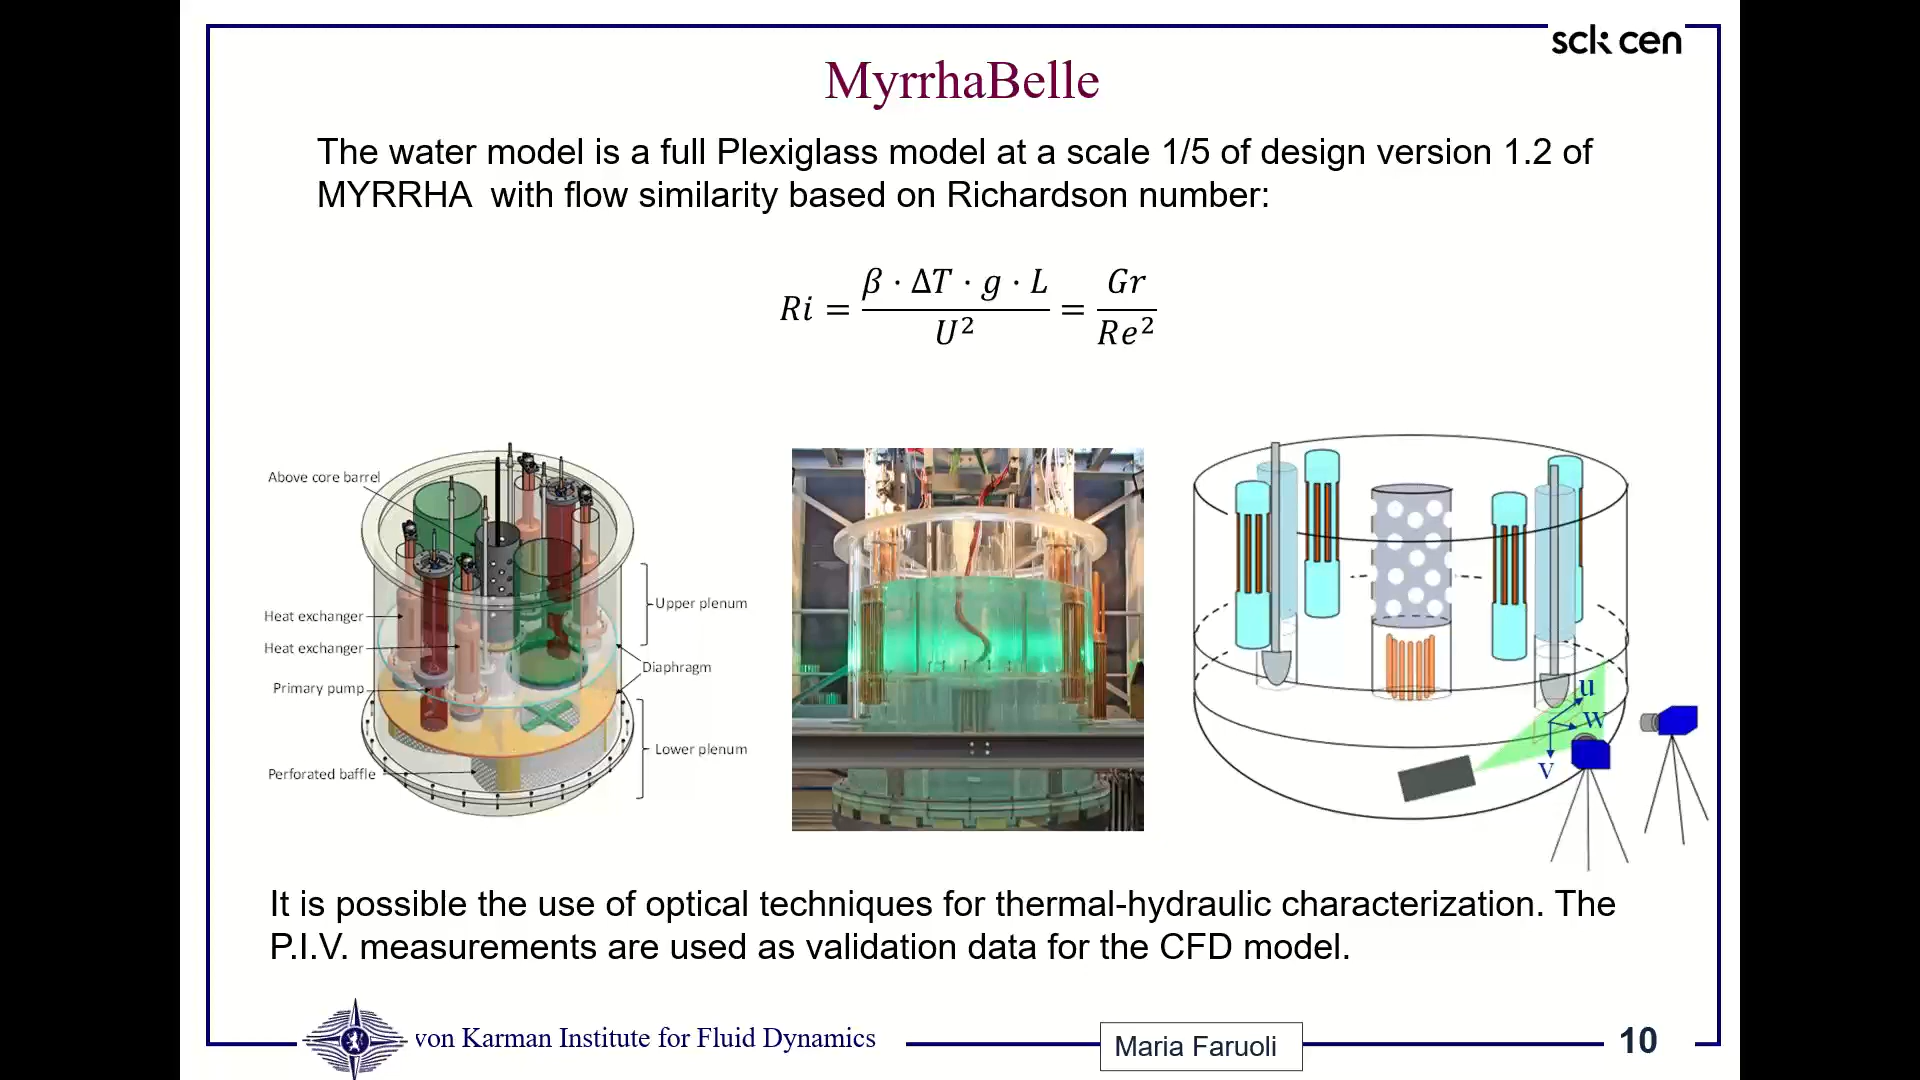 sck cen
MyrrhaBelle
The water model is a full Plexiglass model at a scale 1/5 of design version 1.2 of
MYRRHA with flow similarity based on Richardson number:
Ri = β · ΔT · g · L / U² = Gr / Re²
Above core barrel
Heat exchanger
Heat exchanger
Primary pump
Perforated baffle
Upper plenum
Diaphragm
Lower plenum
u
w
v
It is possible the use of optical techniques for thermal-hydraulic characterization. The
P.I.V. measurements are used as validation data for the CFD model.
von Karman Institute for Fluid Dynamics
Maria Faruoli
10